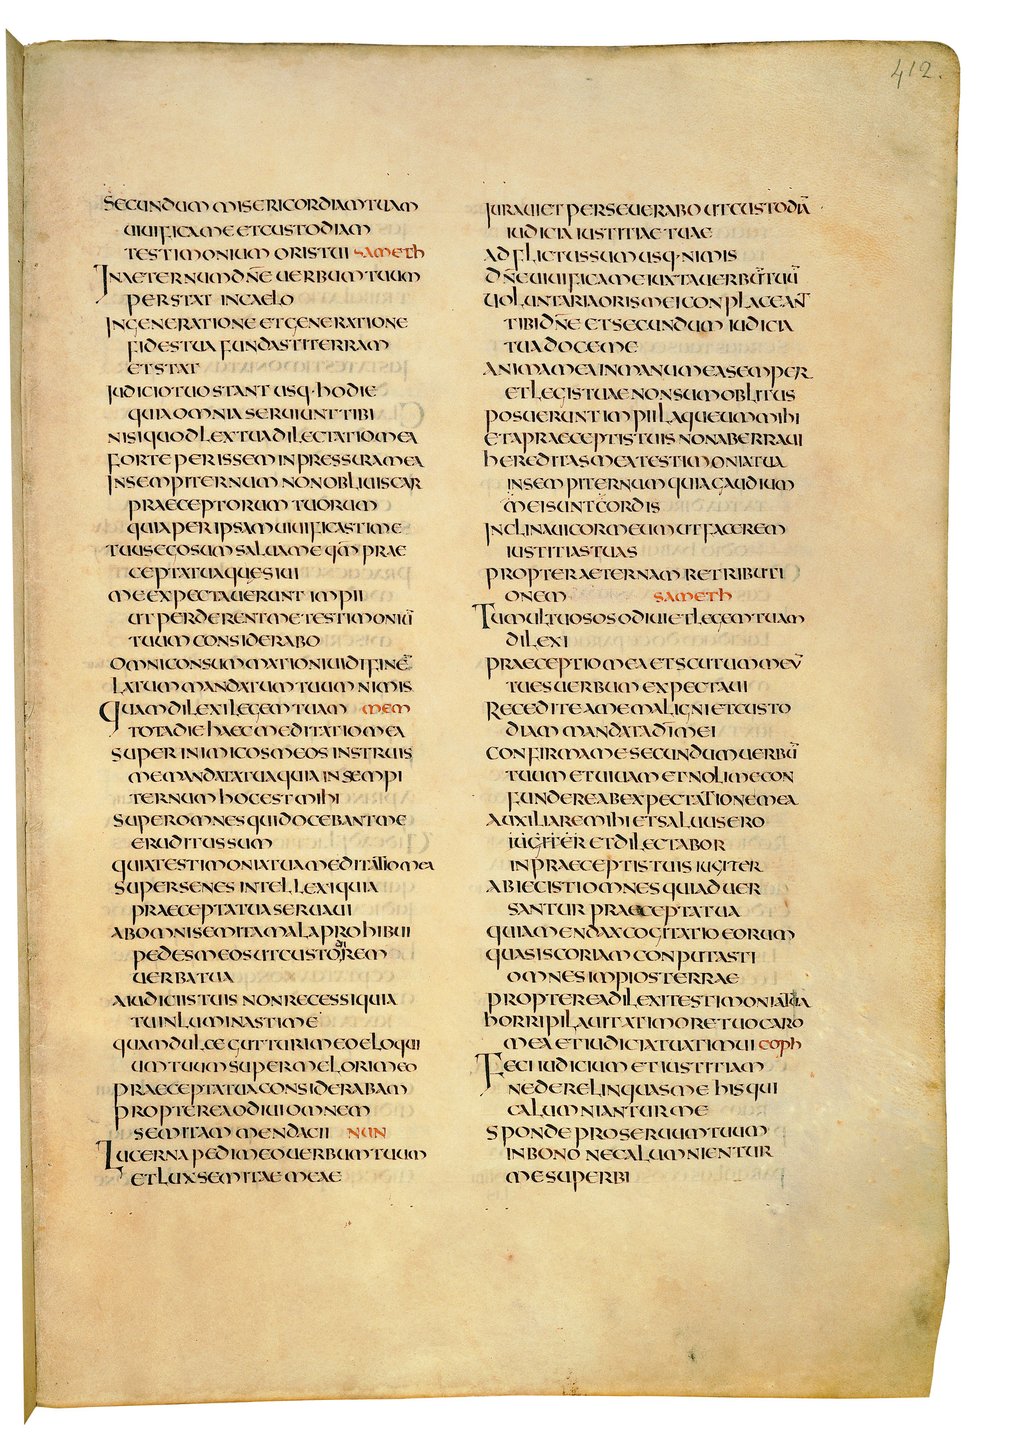 412.
SECUNDUM MISERICORDIAM TUAM
UIUIFICA ME ET CUSTODIAM
TESTIMONIUM ORIS TUI SAMETH
IN AETERNUM DÑE UERBUM TUUM
PERSTAT IN CAELO
IN GENERATIONE ET GENERATIONE
FIDES TUA FUNDASTI TERRAM
ET STAT
IUDICIO TUO STANT USQ· HODIE
QUIA OMNIA SERUIUNT TIBI
NISI QUOD LEX TUA DILECTATIO MEA
FORTE PERISSEM IN PRESSURA MEA
IN SEMPITERNUM NON OBLIUISCAR
PRAECEPTORUM TUORUM
QUIA PER IPSAM UIUIFICASTI ME
TUUS EGO SUM SALUA ME QM̄ PRAE
CEPTA TUA QUESIUI
ME EXPECTAUERUNT IMPII
UT PERDERENT ME TESTIMONIŪ
TUUM CONSIDERABO
OMNI CONSUMMATIONI UIDI FINĒ
LATUM MANDATUM TUUM NIMIS
QUAM DILEXI LEGEM TUAM MEM
TOTA DIE HAEC MEDITATIO MEA
SUPER INIMICOS MEOS INSTRUIS
ME MANDATA TUA QUIA IN SEMPI
TERNUM HOC EST MIHI
SUPER OMNES QUI DOCEBANT ME
ERUDITUS SUM
QUIA TESTIMONIA TUA MEDITATIO MEA
SUPER SENES INTELLEXI QUIA
PRAECEPTA TUA SERUAUI
AB OMNI SEMITA MALA PROHIBUI
PEDES MEOS UT CUSTODIREM
UERBA TUA
A IUDICIIS TUIS NON RECESSI QUIA
TU INLUMINASTI ME
QUAM DULCE GUTTURI MEO ELOQUI
UM TUUM SUPER MEL ORI MEO
PRAECEPTA TUA CONSIDERABAM
PROPTEREA ODIUI OMNEM
SEMITAM MENDACII NUN
LUCERNA PEDI MEO UERBUM TUUM
ET LUX SEMITAE MEAE
IURAUI ET PERSEUERABO UT CUSTODIĀ
IUDICIA IUSTITIAE TUAE
ADFLICTUS SUM USQ· NIMIS
DÑE UIUIFICA ME IUXTA UERBŪ TUŪ
UOLUNTARIA ORIS MEI CONPLACEANT
TIBI DÑE ET SECUNDUM IUDICIA
TUA DOCE ME
ANIMA MEA IN MANU MEA SEMPER
ET LEGIS TUAE NON SUM OBLITUS
POSUERUNT IMPII LAQUEUM MIHI
ET A PRAECEPTIS TUIS NON ABERRAUI
HEREDITAS MEA TESTIMONIA TUA
IN SEMPITERNUM QUIA GAUDIUM
MEI SUNT CORDIS
INCLINAUI COR MEUM UT FACEREM
IUSTITIAS TUAS
PROPTER AETERNAM RETRIBUTI
ONEM SAMETH
TUMULTUOSOS ODIUI ET LEGEM TUAM
DILEXI
PRAECEPTIO MEA ET SCUTUM MEU
TU ES UERBUM EXPECTAUI
RECEDITE A ME MALIGNI ET CUSTO
DIAM MANDATA DĪ MEI
CONFIRMA ME SECUNDUM UERBŪ
TUUM ET UIUAM ET NOLI ME CON
FUNDERE AB EXPECTATIONE MEA
AUXILIARE MIHI ET SALUUS ERO
IUGITER ET DILECTABOR
IN PRAECEPTIS TUIS IUGITER
ABIECISTI OMNES QUI ADUER
SANTUR PRAECEPTA TUA
QUIA MENDAX COGITATIO EORUM
QUASI SCORIAM CONPUTASTI
OMNES IMPIOS TERRAE
PROPTEREA DILEXI TESTIMONIA TUA
HORRIPILAUIT A TIMORE TUO CARO
MEA ET IUDICIA TUA TIMUI COPH
FECI IUDICIUM ET IUSTITIAM
NE DERELINQUAS ME HIS QUI
CALUMNIANTUR ME
SPONDE PRO SERUUM TUUM
IN BONO NE CALUMNIENTUR
ME SUPERBI